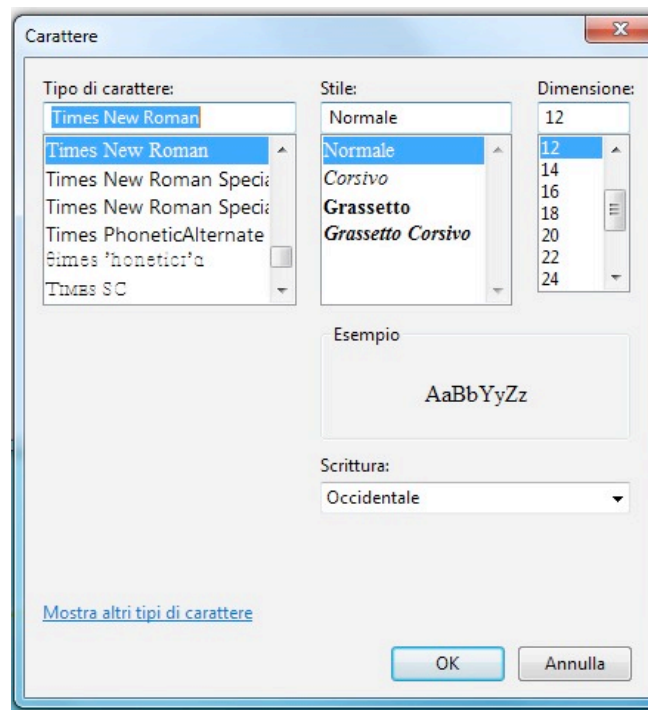 Carattere
Tipo di carattere:
Times New Roman
Times New Roman
Times New Roman Specia
Times New Roman Specia
Times PhoneticAlternate
TIMES SC
Stile:
Normale
Normale
Corsivo
Grassetto
Grassetto Corsivo
Dimensione:
12
12
14
16
18
20
22
24
Esempio
AaBbYyZz
Scrittura:
Occidentale
Mostra altri tipi di carattere
OK
Annulla